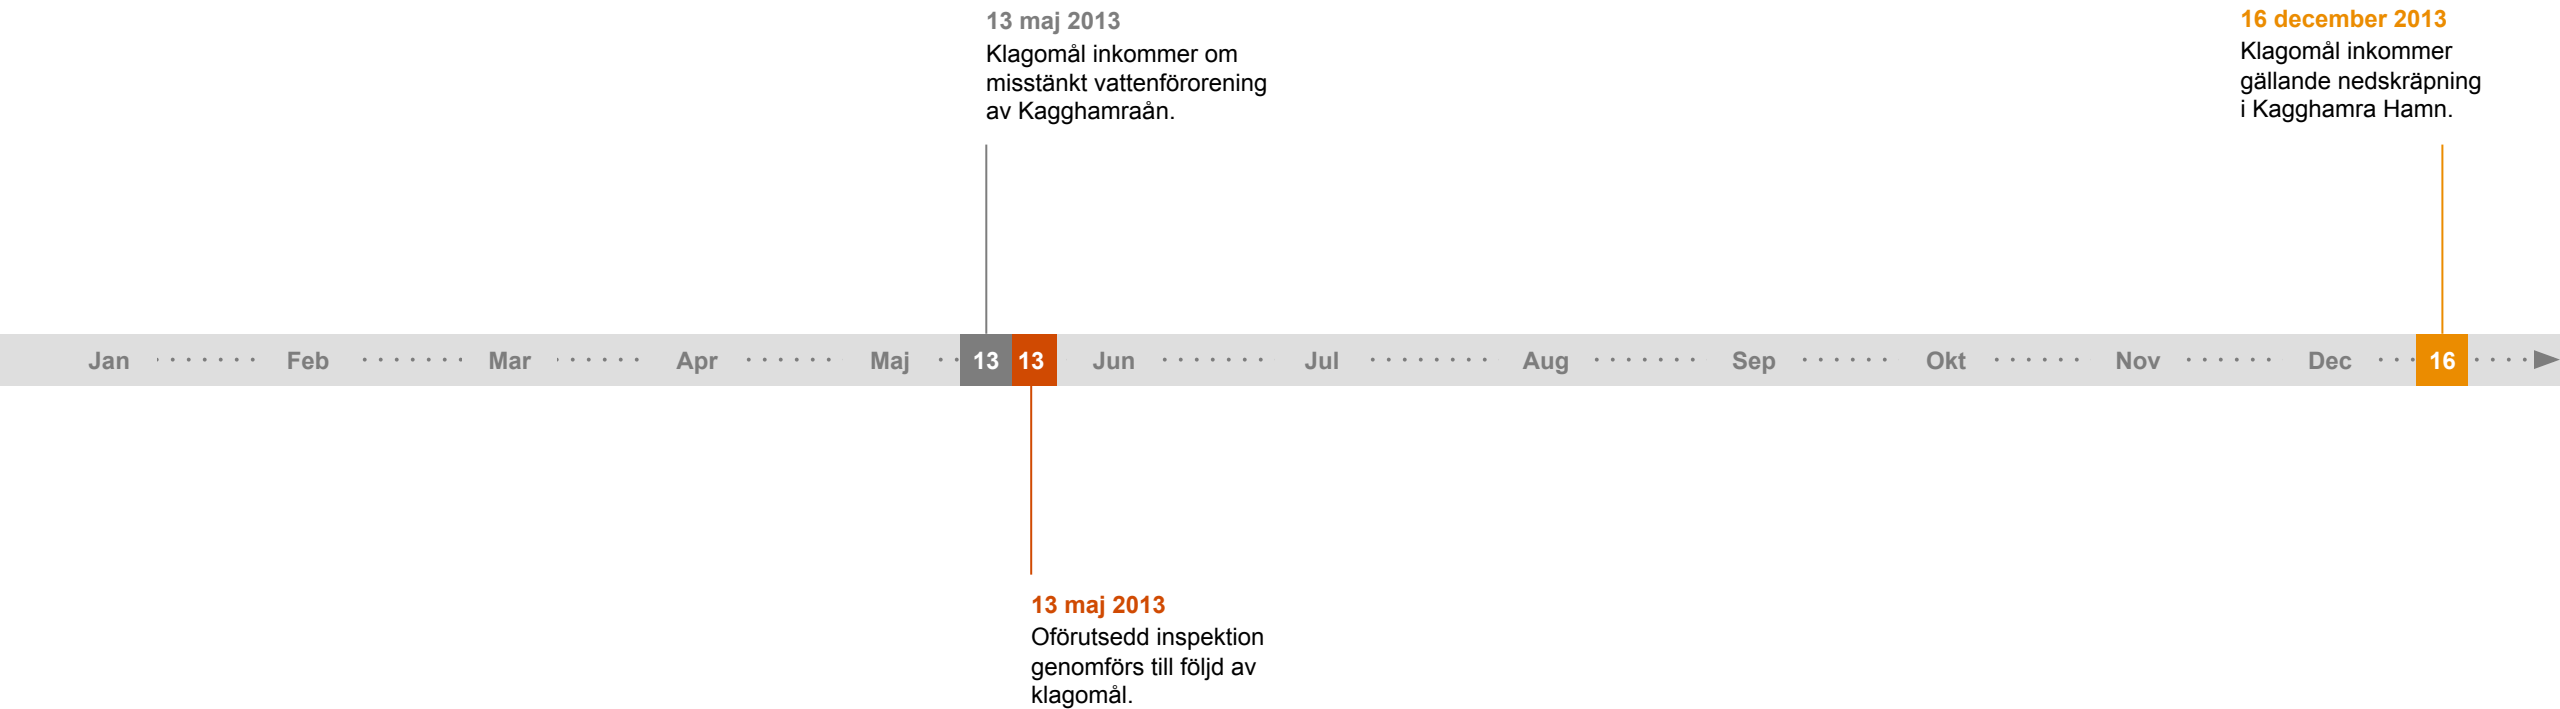 13 maj 2013
Klagomål inkommer om
misstänkt vattenförorening
av Kagghamraån.
16 december 2013
Klagomål inkommer
gällande nedskräpning
i Kagghamra Hamn.
Jan Feb Mar Apr Maj 13 13 Jun Jul Aug Sep Okt Nov Dec 16
13 maj 2013
Oförutsedd inspektion
genomförs till följd av
klagomål.